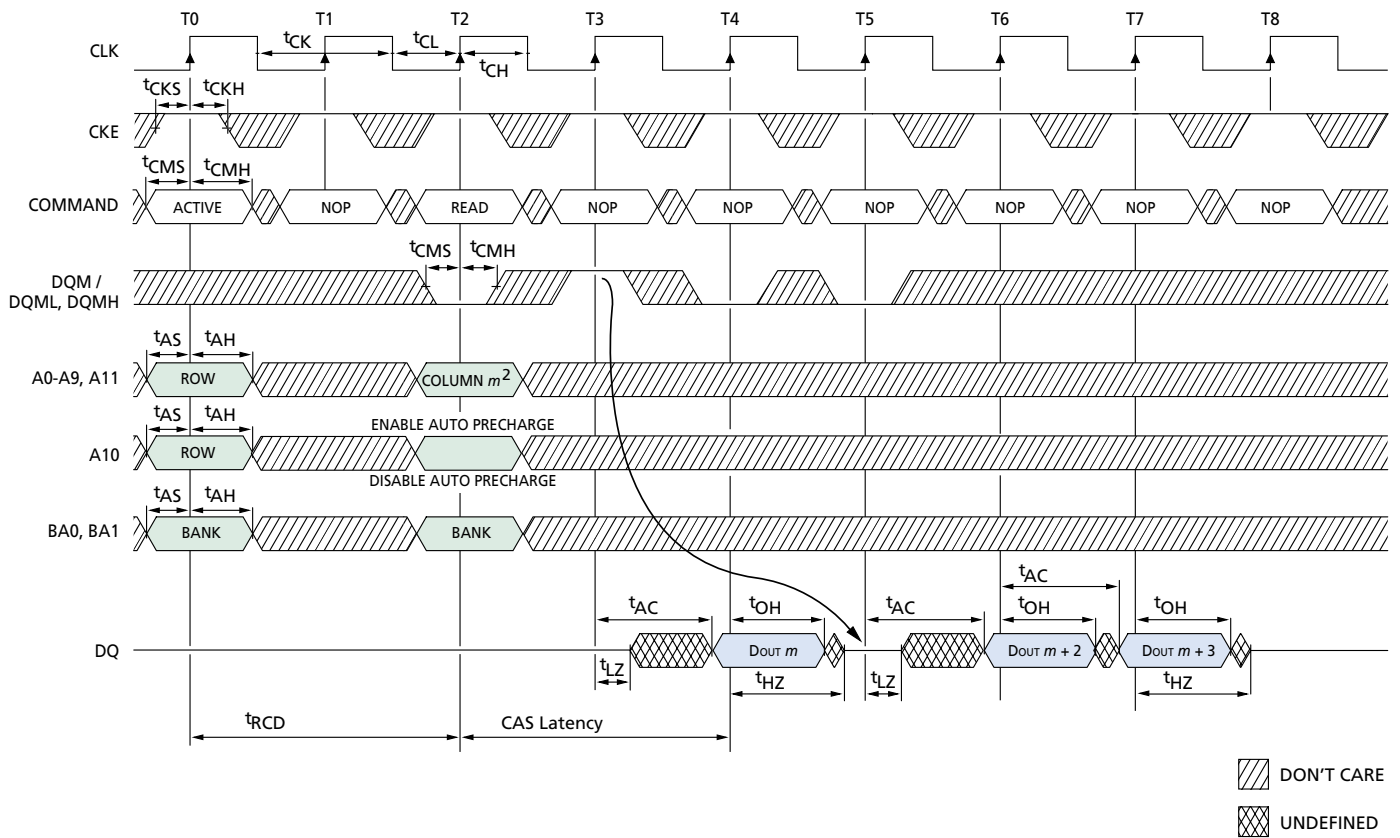 T0 T1 T2 T3 T4 T5 T6 T7 T8
CLK
tCK tCL
tCH
tCKS tCKH
CKE
tCMS tCMH
COMMAND ACTIVE NOP READ NOP NOP NOP NOP NOP NOP
tCMS tCMH
DQM /
DQML, DQMH
tAS tAH
A0-A9, A11 ROW COLUMN m2
tAS tAH
ENABLE AUTO PRECHARGE
A10 ROW
DISABLE AUTO PRECHARGE
tAS tAH
BA0, BA1 BANK BANK
tAC
tAC tOH tAC tOH tOH
DQ DOUT m DOUT m + 2 DOUT m + 3
tLZ tHZ tLZ tHZ
tRCD CAS Latency
DON'T CARE
UNDEFINED